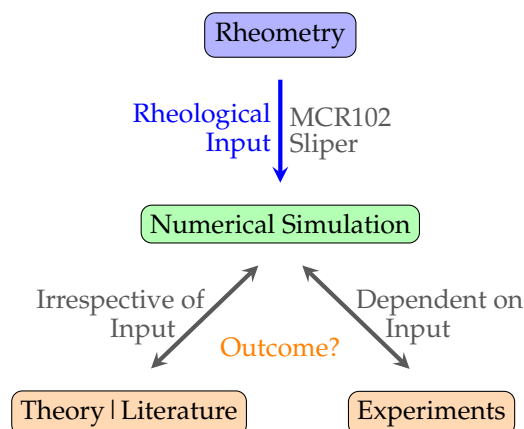 Rheometry
Rheological
Input
MCR102
Sliper
Numerical Simulation
Irrespective of
Input
Dependent on
Input
Outcome?
Theory | Literature
Experiments